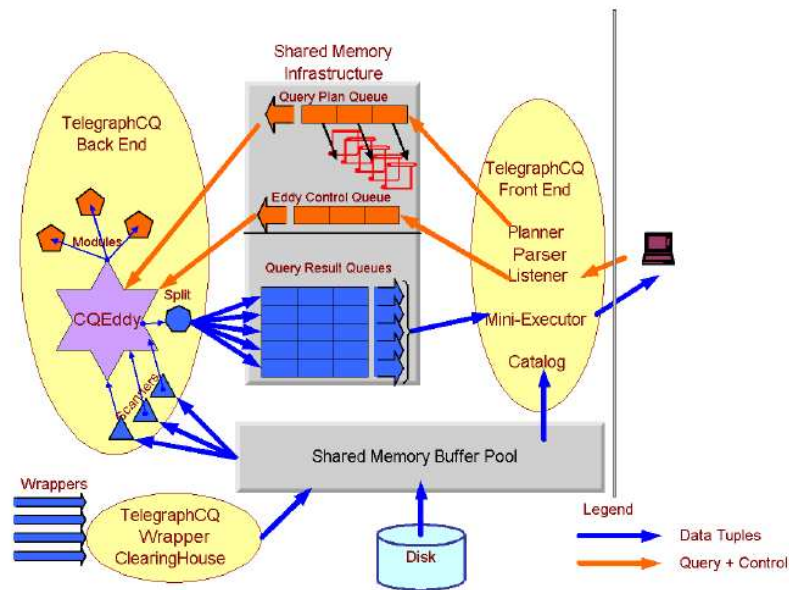 Shared Memory
Infrastructure
Query Plan Queue
TelegraphCQ
Back End
TelegraphCQ
Front End
Eddy Control Queue
Planner
Parser
Listener
Modules
Query Result Queues
Split
CQEddy
Mini-Executor
Catalog
Scanners
Shared Memory Buffer Pool
Wrappers
TelegraphCQ
Wrapper
ClearingHouse
Disk
Legend
Data Tuples
Query + Control